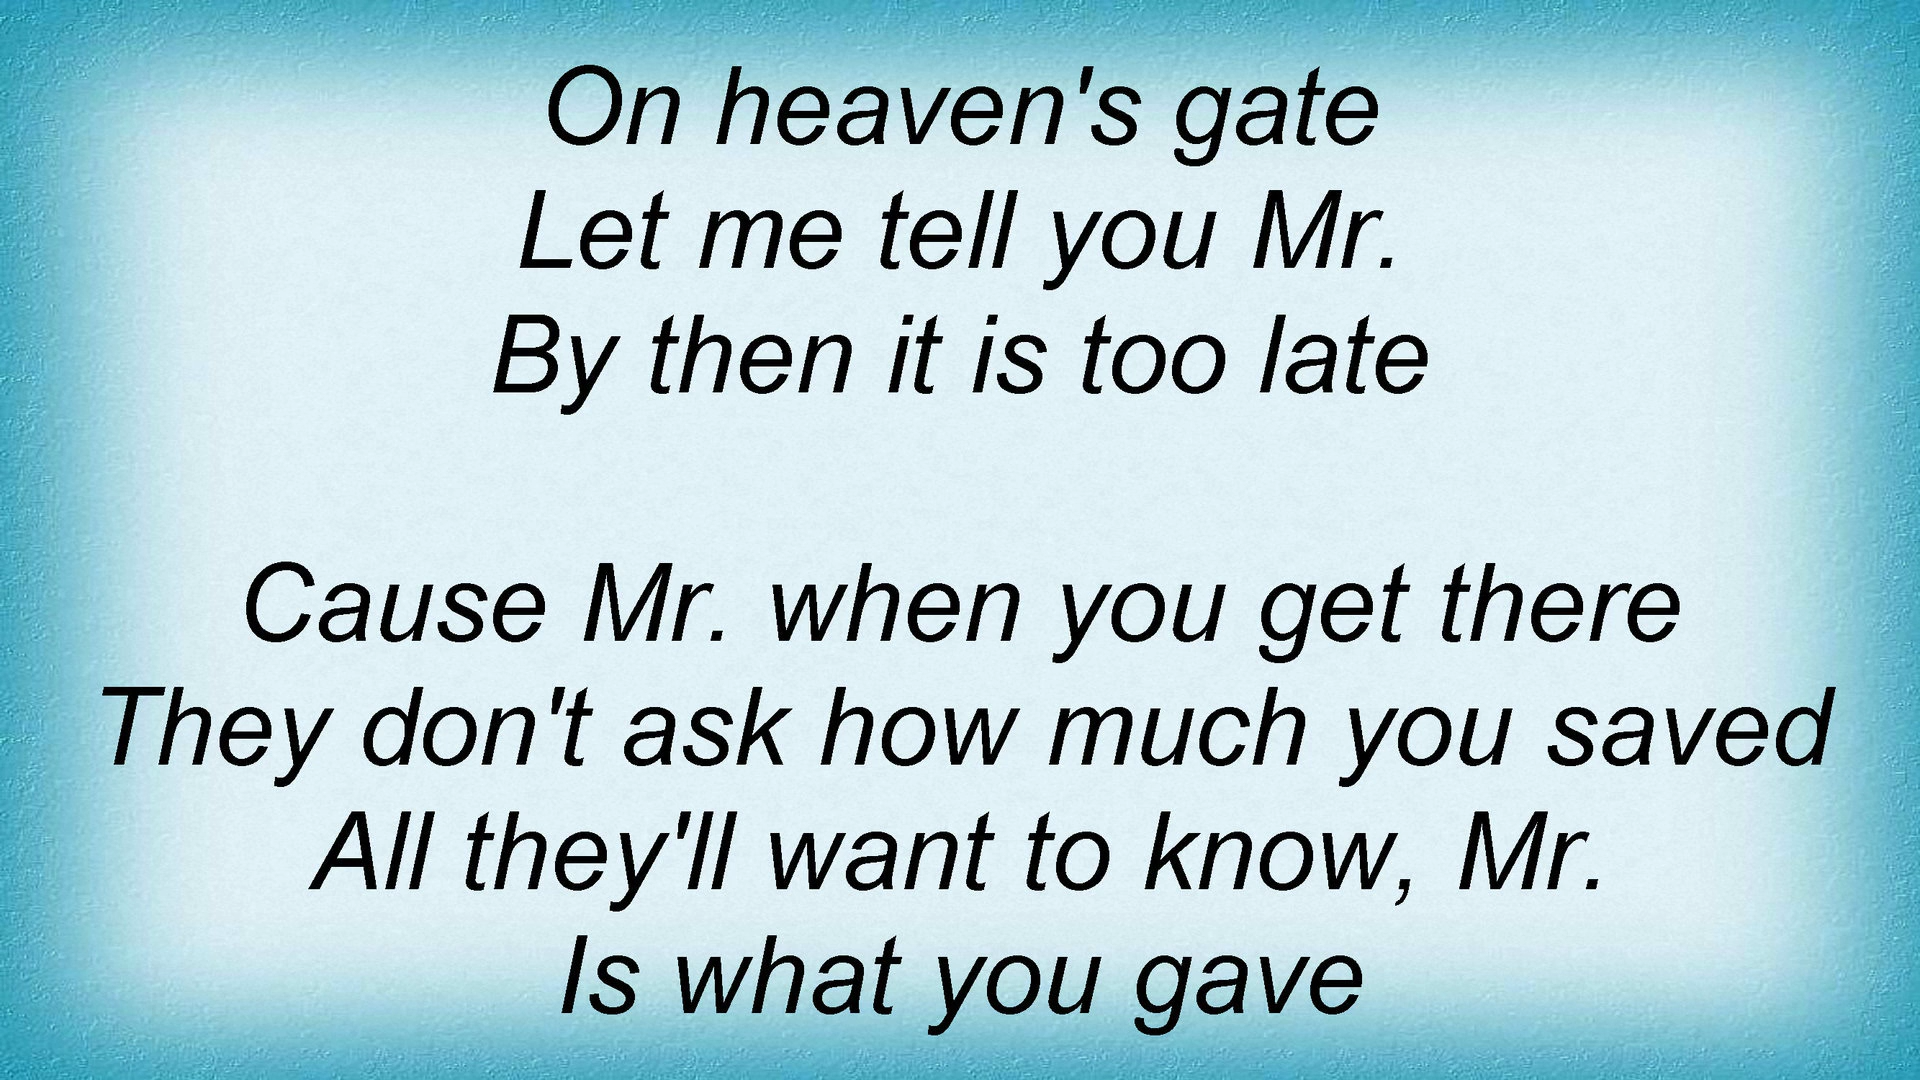 On heaven's gate
Let me tell you Mr.
By then it is too late
Cause Mr. when you get there
They don't ask how much you saved
All they'll want to know, Mr.
Is what you gave